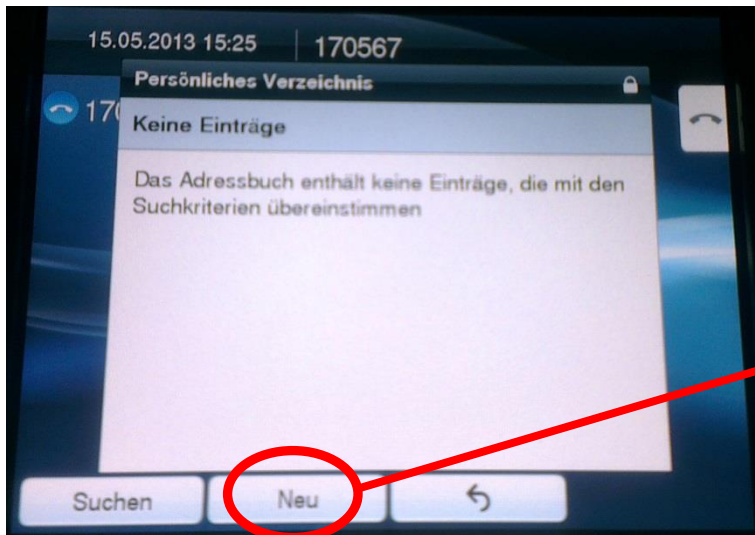 15.05.2013 15:25 170567
Persönliches Verzeichnis
170
Keine Einträge
Das Adressbuch enthält keine Einträge, die mit den
Suchkriterien übereinstimmen
Suchen Neu